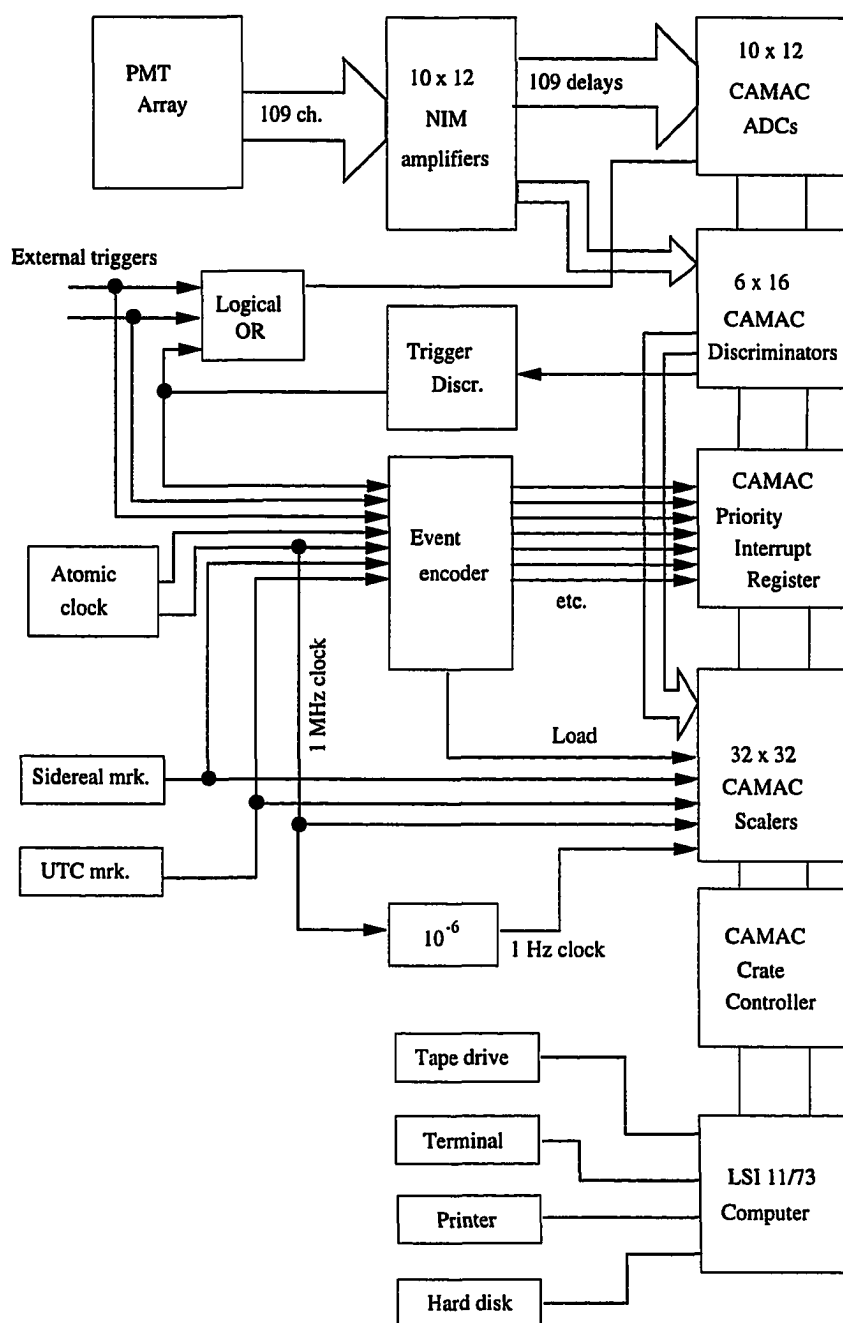 PMT
Array
109 ch.
10 x 12
NIM
amplifiers
109 delays
10 x 12
CAMAC
ADCs
External triggers
Logical
OR
Trigger
Discr.
6 x 16
CAMAC
Discriminators
Atomic
clock
Event
encoder
etc.
CAMAC
Priority
Interrupt
Register
1 MHz clock
Load
Sidereal mrk.
UTC mrk.
32 x 32
CAMAC
Scalers
10⁻⁶
1 Hz clock
CAMAC
Crate
Controller
Tape drive
Terminal
Printer
Hard disk
LSI 11/73
Computer